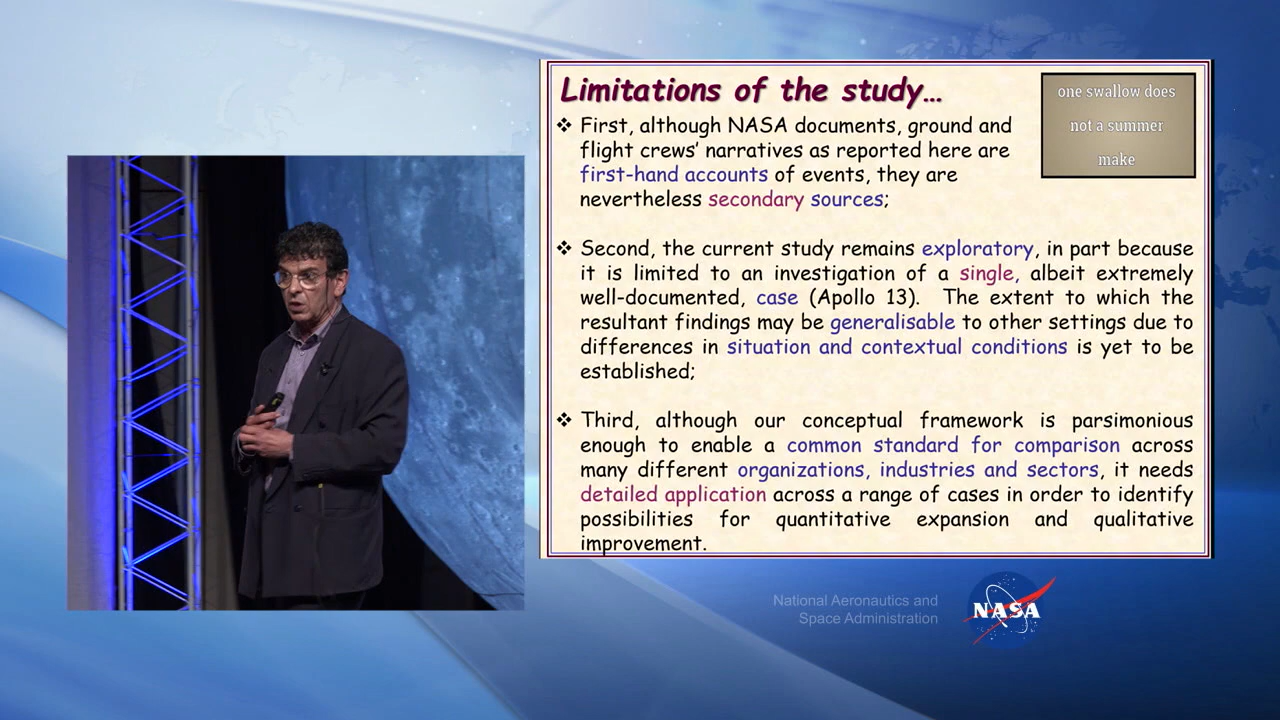 Limitations of the study…
one swallow does
not a summer
make
❖ First, although NASA documents, ground and
flight crews’ narratives as reported here are
first-hand accounts of events, they are
nevertheless secondary sources;
❖ Second, the current study remains exploratory, in part because
it is limited to an investigation of a single, albeit extremely
well-documented, case (Apollo 13). The extent to which the
resultant findings may be generalisable to other settings due to
differences in situation and contextual conditions is yet to be
established;
❖ Third, although our conceptual framework is parsimonious
enough to enable a common standard for comparison across
many different organizations, industries and sectors, it needs
detailed application across a range of cases in order to identify
possibilities for quantitative expansion and qualitative
improvement.
National Aeronautics and
Space Administration
NASA